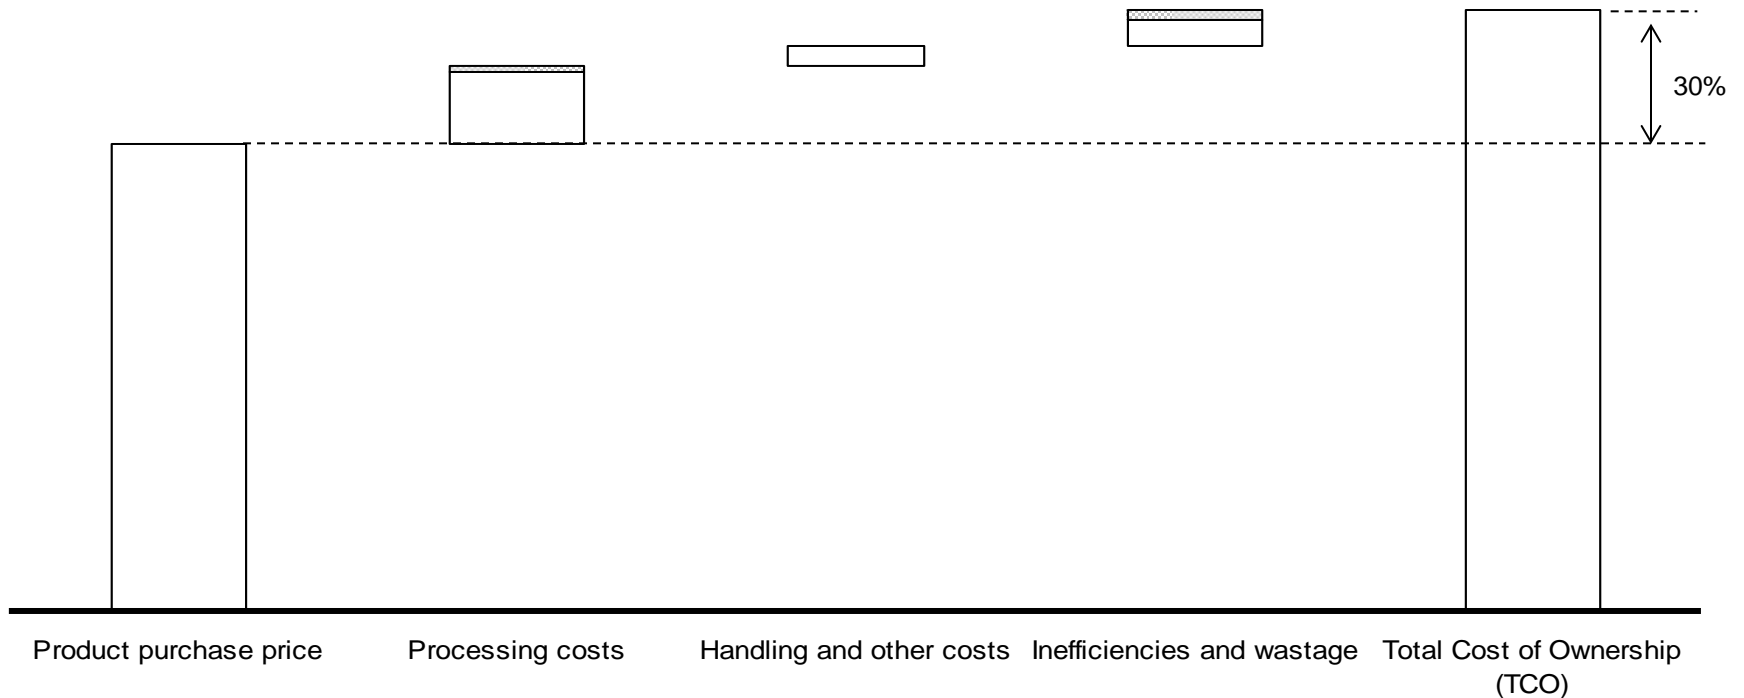 30%
Product purchase price
Processing costs
Handling and other costs
Inefficiencies and wastage
Total Cost of Ownership
(TCO)